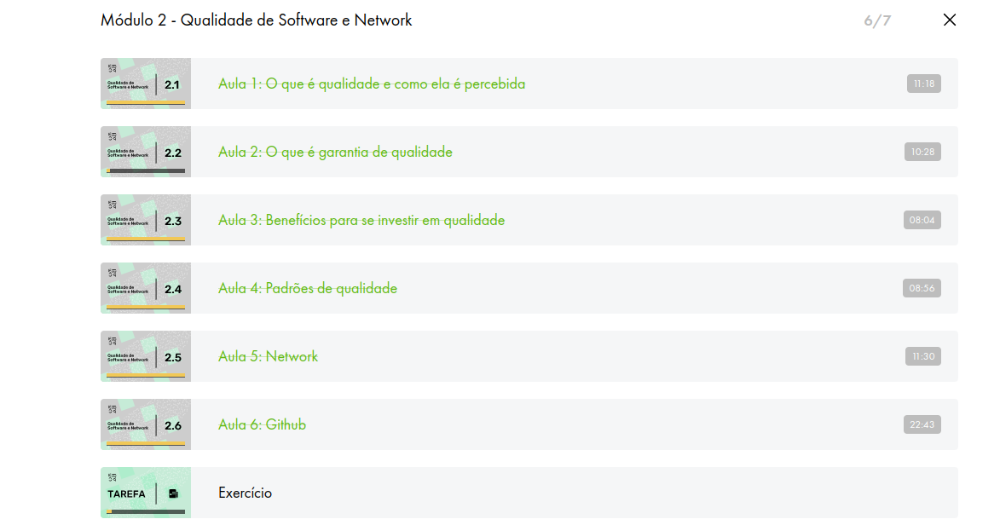 Módulo 2 - Qualidade de Software e Network
6/7
Qualidade de
Software e Network
2.1
Aula 1: O que é qualidade e como ela é percebida
11:18
Qualidade de
Software e Network
2.2
Aula 2: O que é garantia de qualidade
10:28
Qualidade de
Software e Network
2.3
Aula 3: Benefícios para se investir em qualidade
08:04
Qualidade de
Software e Network
2.4
Aula 4: Padrões de qualidade
08:56
Qualidade de
Software e Network
2.5
Aula 5: Network
11:30
Qualidade de
Software e Network
2.6
Aula 6: Github
22:43
TAREFA
Exercício